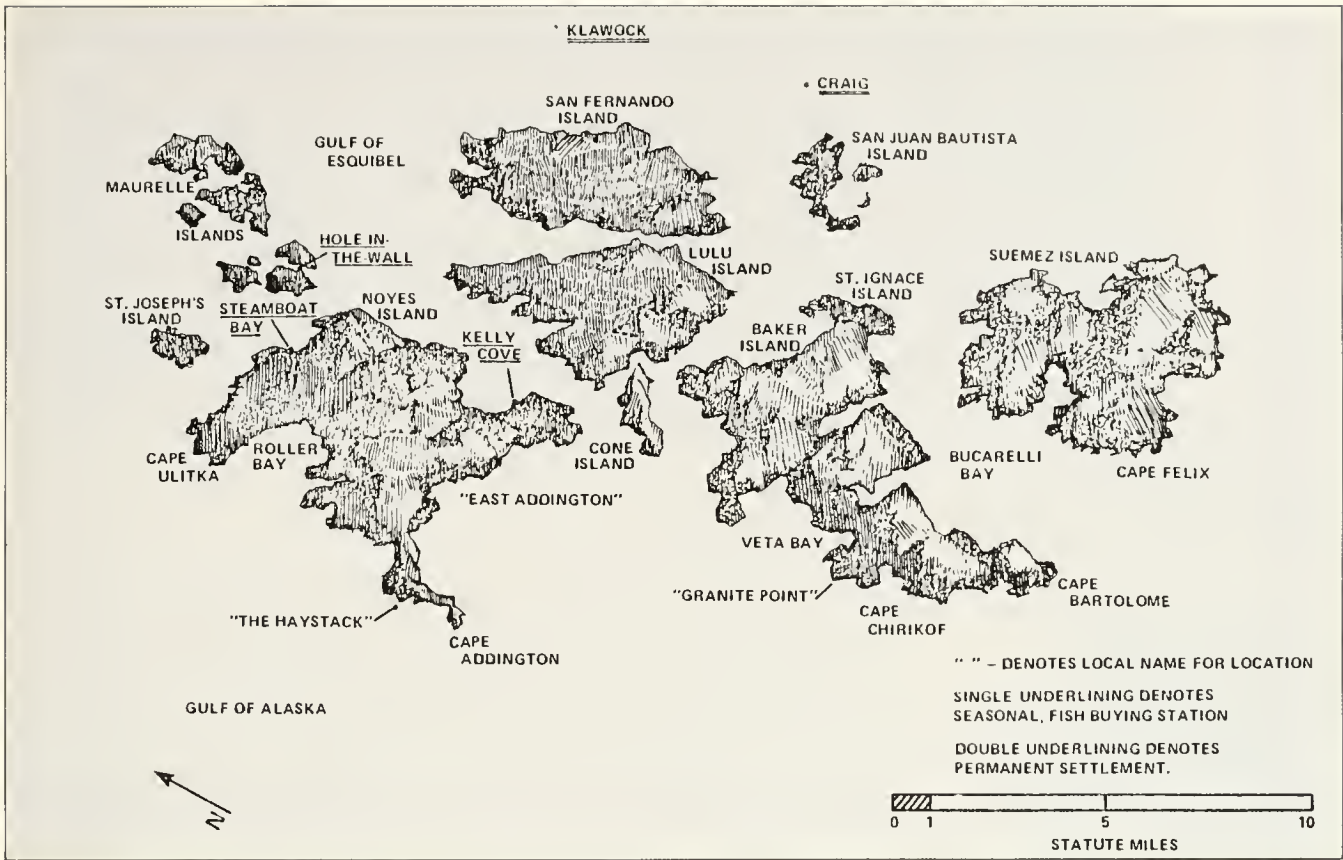 KLAWOCK
CRAIG
SAN FERNANDO
ISLAND
GULF OF
ESQUIBEL
SAN JUAN BAUTISTA
ISLAND
MAURELLE
ISLANDS
HOLE IN-
THE-WALL
LULU
ISLAND
SUEMEZ ISLAND
ST. JOSEPH'S
ISLAND
STEAMBOAT
BAY
NOYES
ISLAND
KELLY
COVE
ST. IGNACE
ISLAND
BAKER
ISLAND
CAPE
ULITKA
ROLLER
BAY
CONE
ISLAND
BUCARELLI
BAY
CAPE FELIX
"EAST ADDINGTON"
VETA BAY
"GRANITE POINT"
CAPE
BARTOLOME
"THE HAYSTACK"
CAPE
CHIRIKOF
CAPE
ADDINGTON
" " – DENOTES LOCAL NAME FOR LOCATION
SINGLE UNDERLINING DENOTES
SEASONAL, FISH BUYING STATION
DOUBLE UNDERLINING DENOTES
PERMANENT SETTLEMENT.
GULF OF ALASKA
N
0 1 5 10
STATUTE MILES